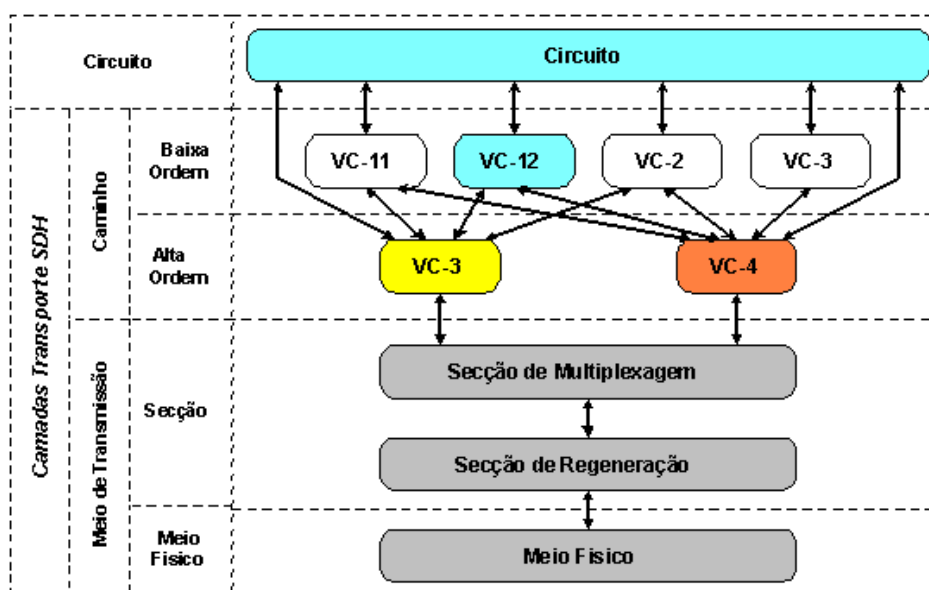 Circuito
Circuito
Camadas Transporte SDH
Caminho
Baixa
Ordem
VC-11
VC-12
VC-2
VC-3
Alta
Ordem
VC-3
VC-4
Meio de Transmissão
Secção
Secção de Multiplexagem
Secção de Regeneração
Meio
Físico
Meio Físico